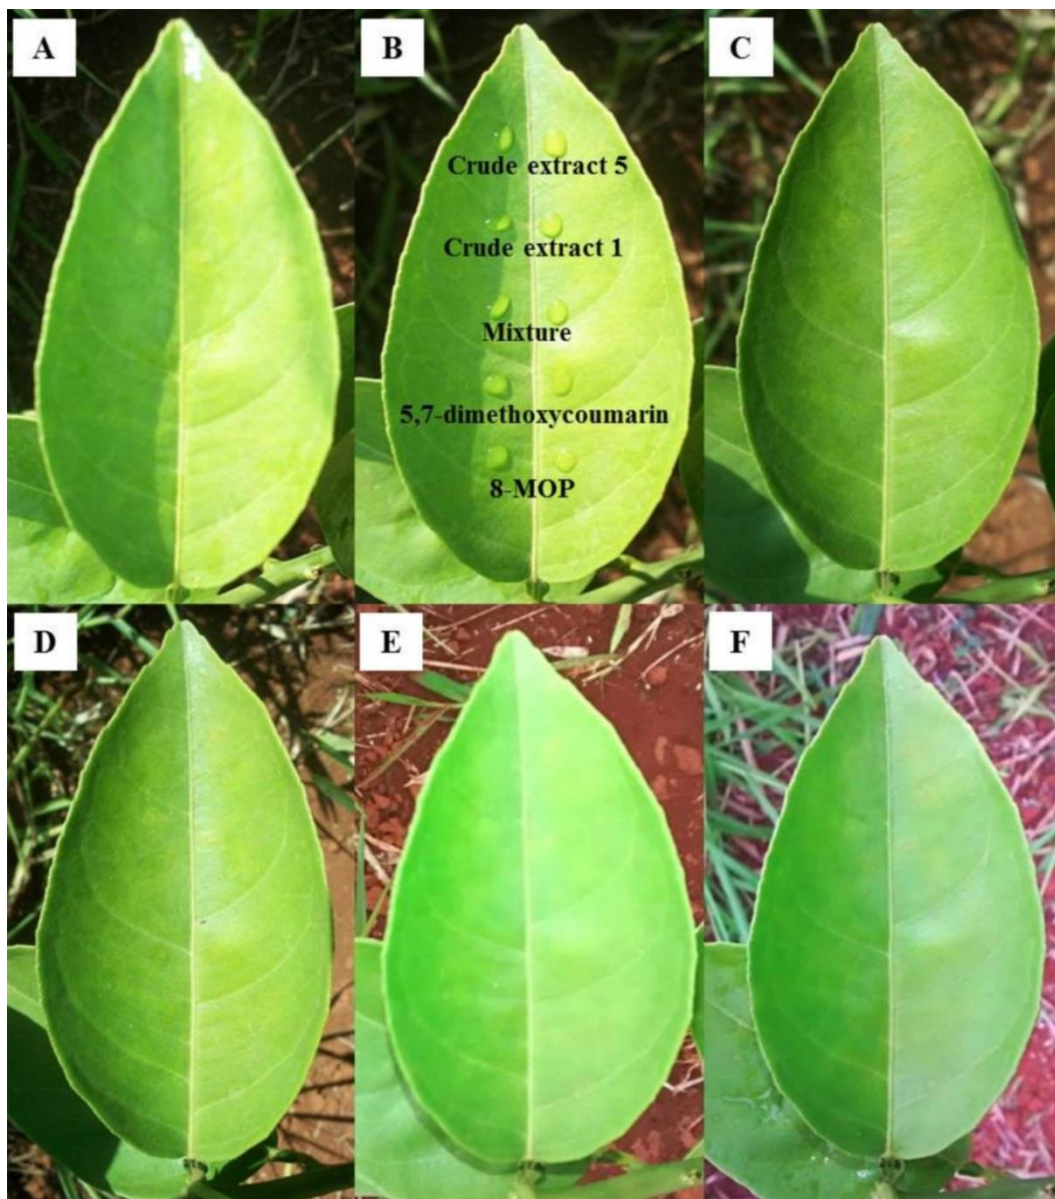 A
B
C
Crude extract 5
Crude extract 1
Mixture
5,7-dimethoxycoumarin
8-MOP
D
E
F